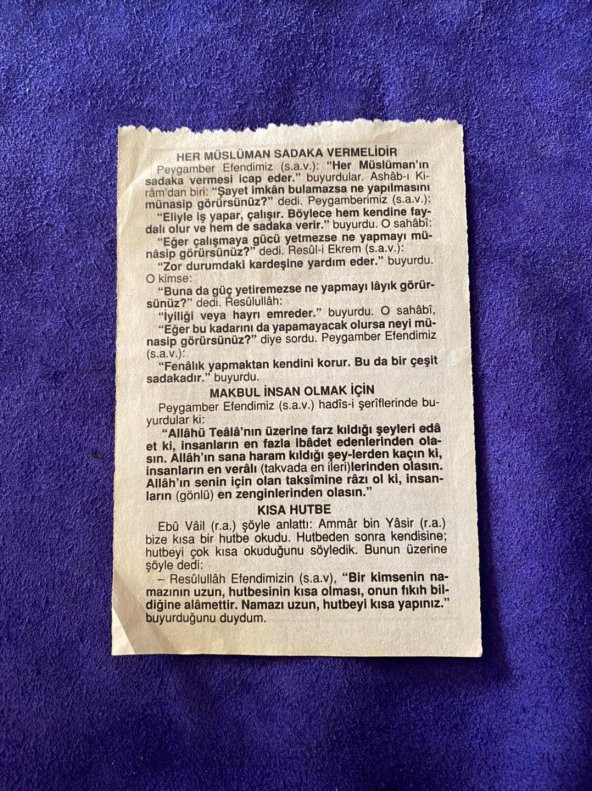 HER MÜSLÜMAN SADAKA VERMELİDİR
Peygamber Efendimiz (s.a.v.): "Her Müslüman'ın
sadaka vermesi icap eder." buyurdular. Ashâb-ı Ki-
râm'dan biri: "Şayet imkân bulamazsa ne yapılmasını
münasip görürsünüz?" dedi. Peygamberimiz (s.a.v.);
"Eliyle iş yapar, çalışır. Böylece hem kendine fay-
dalı olur ve hem de sadaka verir." buyurdu. O sahâbî:
"Eğer çalışmaya gücü yetmezse ne yapmayı mü-
nâsip görürsünüz?" dedi. Resûl-i Ekrem (s.a.v.):
"Zor durumdaki kardeşine yardım eder." buyurdu.
O kimse:
"Buna da güç yetiremezse ne yapmayı lâyık görür-
sünüz?" dedi. Resûlullâh:
"İyiliği veya hayrı emreder." buyurdu. O sahâbî,
"Eğer bu kadarını da yapamayacak olursa neyi mü-
nasip görürsünüz?" diye sordu. Peygamber Efendimiz
(s.a.v.):
"Fenâlık yapmaktan kendini korur. Bu da bir çeşit
sadakadır." buyurdu.
MAKBUL İNSAN OLMAK İÇİN
Peygamber Efendimiz (s.a.v.) hadîs-i şerîflerinde bu-
yurdular ki:
"Allâhü Teâlâ'nın üzerine farz kıldığı şeyleri edâ
et ki, insanların en fazla ibâdet edenlerinden ola-
sın. Allâh'ın sana haram kıldığı şey-lerden kaçın ki,
insanların en verâlı (takvada en ileri)lerinden olasın.
Allâh'ın senin için olan taksîmine râzı ol ki, insan-
ların (gönlü) en zenginlerinden olasın."
KISA HUTBE
Ebû Vâil (r.a.) şöyle anlattı: Ammâr bin Yâsir (r.a.)
bize kısa bir hutbe okudu. Hutbeden sonra kendisine;
hutbeyi çok kısa okuduğunu söyledik. Bunun üzerine
şöyle dedi:
– Resûlullâh Efendimizin (s.a.v), "Bir kimsenin na-
mazının uzun, hutbesinin kısa olması, onun fıkıh bil-
diğine alâmettir. Namazı uzun, hutbeyi kısa yapınız."
buyurduğunu duydum.